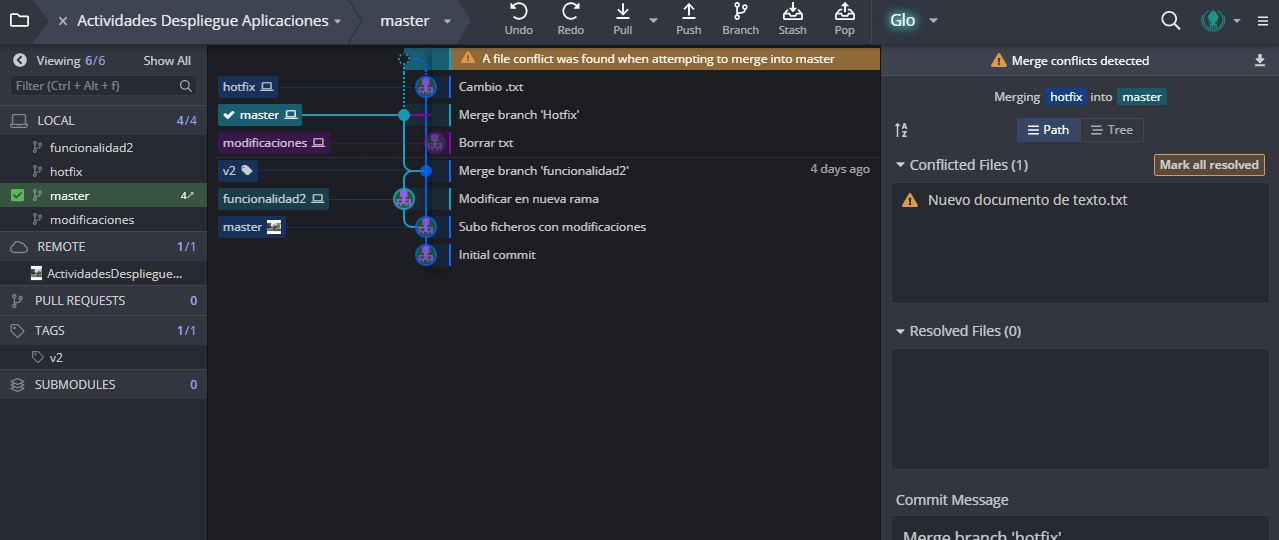 Actividades Despliegue Aplicaciones
master
Undo
Redo
Pull
Push
Branch
Stash
Pop
Glo
Viewing 6/6
Show All
Filter (Ctrl + Alt + f)
LOCAL
4/4
funcionalidad2
hotfix
master
4
modificaciones
REMOTE
1/1
ActividadesDespliegue...
PULL REQUESTS
0
TAGS
1/1
v2
SUBMODULES
0
A file conflict was found when attempting to merge into master
hotfix
Cambio .txt
master
Merge branch 'Hotfix'
modificaciones
Borrar txt
v2
Merge branch 'funcionalidad2'
4 days ago
funcionalidad2
Modificar en nueva rama
master
Subo ficheros con modificaciones
Initial commit
Merge conflicts detected
Merging hotfix into master
A Z
Path
Tree
Conflicted Files (1)
Mark all resolved
Nuevo documento de texto.txt
Resolved Files (0)
Commit Message
Merge branch 'hotfix'